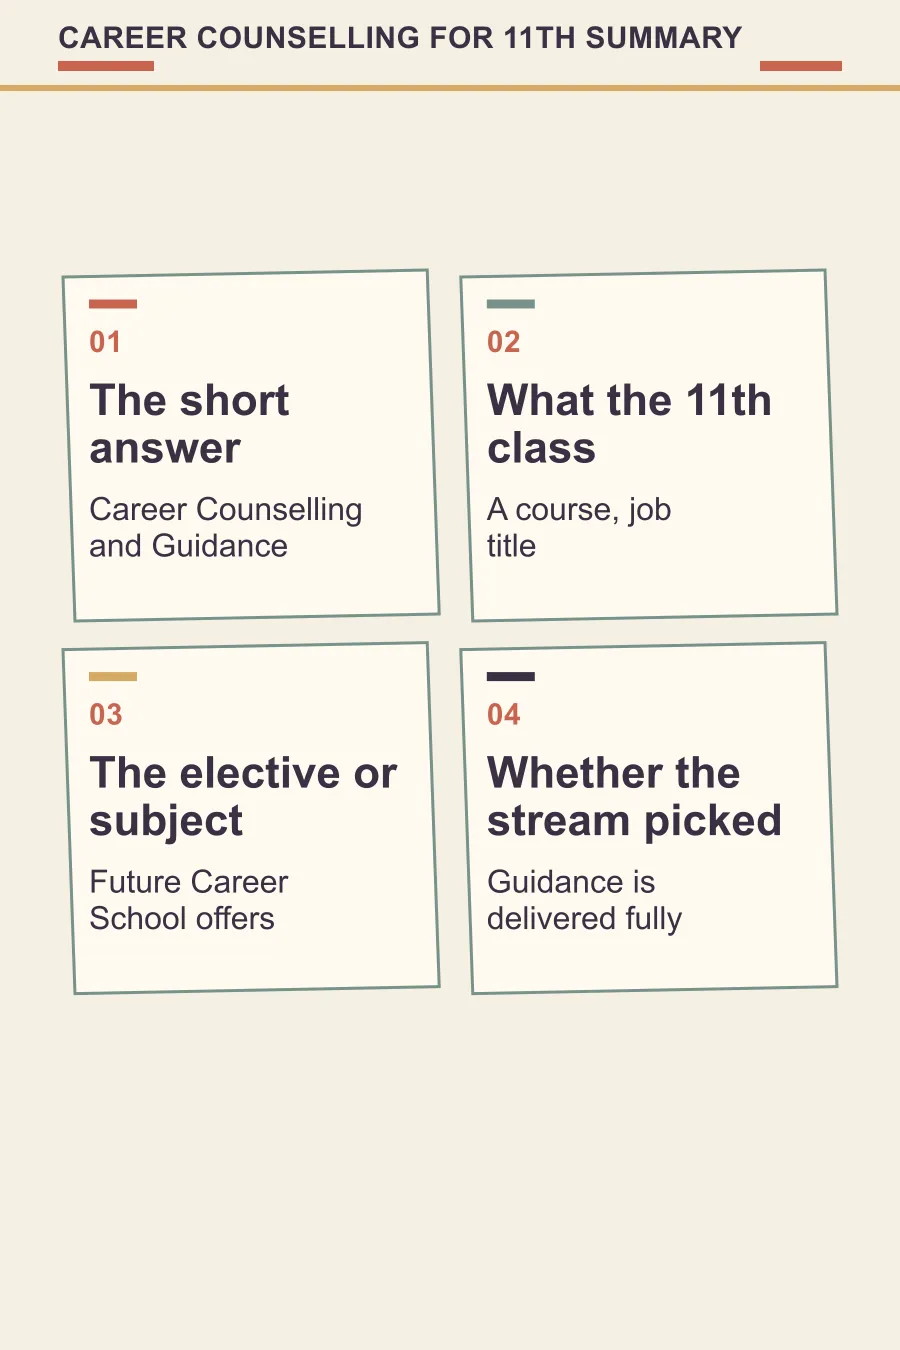 CAREER COUNSELLING FOR 11TH SUMMARY
01
The short
answer
Career Counselling
and Guidance
02
What the 11th
class
A course, job
title
03
The elective or
subject
Future Career
School offers
04
Whether the
stream picked
Guidance is
delivered fully